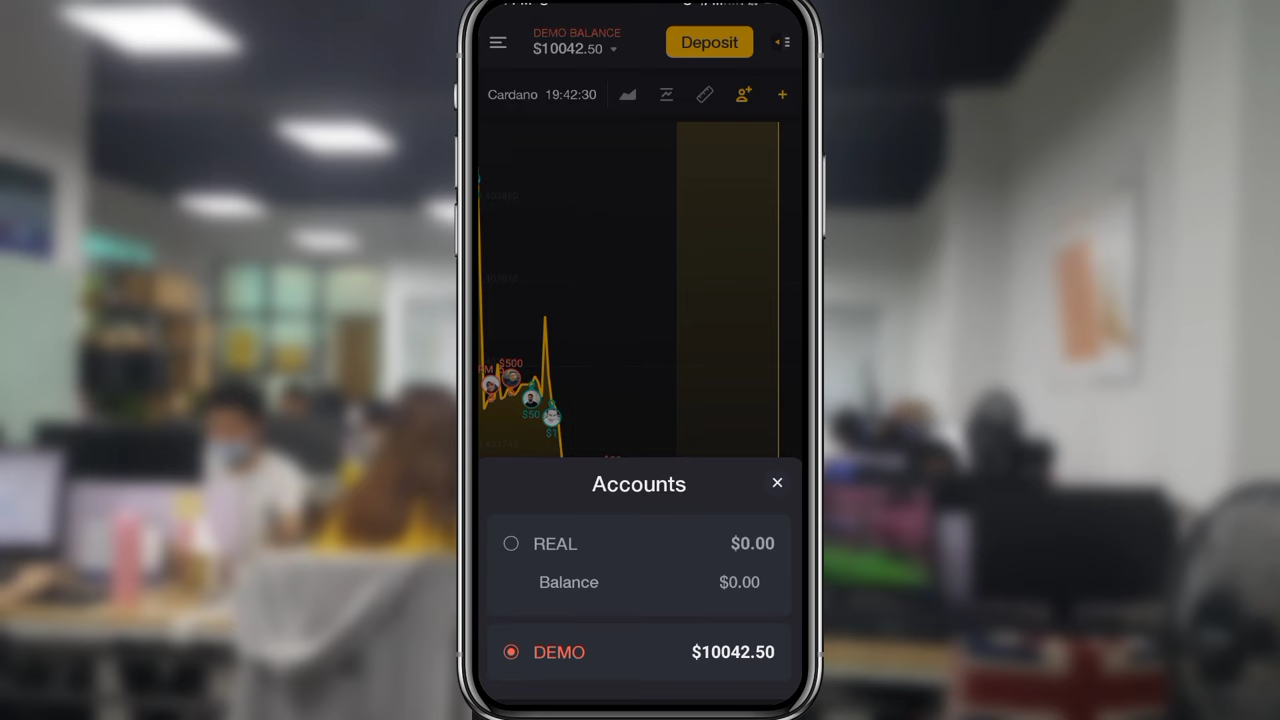 DEMO BALANCE
$10042.50
Deposit
Cardano 19:42:30
$500
$50
$1
Accounts
REAL $0.00
Balance $0.00
DEMO $10042.50